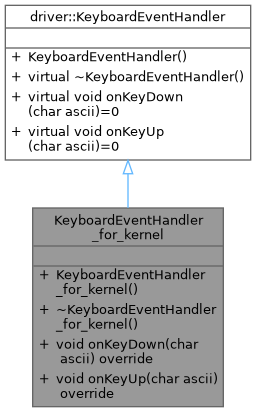 driver::KeyboardEventHandler
+ KeyboardEventHandler()
+ virtual ~KeyboardEventHandler()
+ virtual void onKeyDown
(char ascii)=0
+ virtual void onKeyUp
(char ascii)=0
KeyboardEventHandler
_for_kernel
+ KeyboardEventHandler
_for_kernel()
+ ~KeyboardEventHandler
_for_kernel()
+ void onKeyDown(char
ascii) override
+ void onKeyUp(char ascii)
override